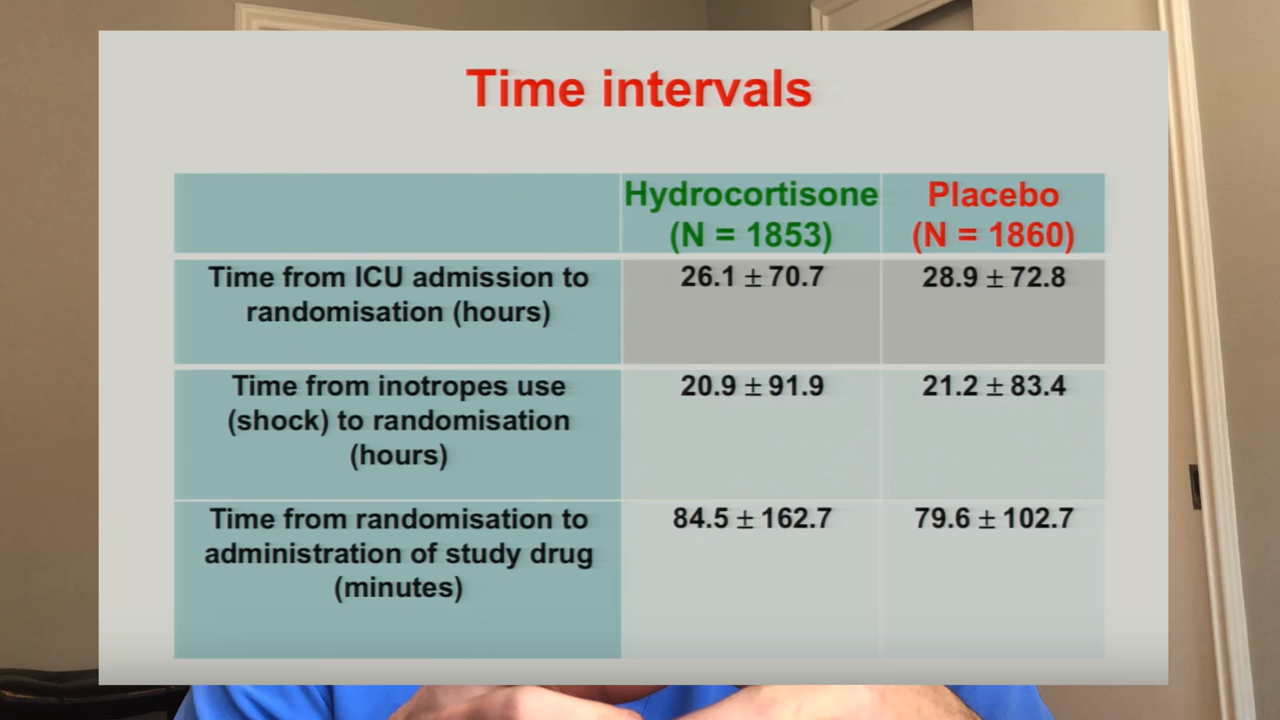 Time intervals
Hydrocortisone
(N = 1853)
Placebo
(N = 1860)
Time from ICU admission to
randomisation (hours)
26.1 ± 70.7
28.9 ± 72.8
Time from inotropes use
(shock) to randomisation
(hours)
20.9 ± 91.9
21.2 ± 83.4
Time from randomisation to
administration of study drug
(minutes)
84.5 ± 162.7
79.6 ± 102.7